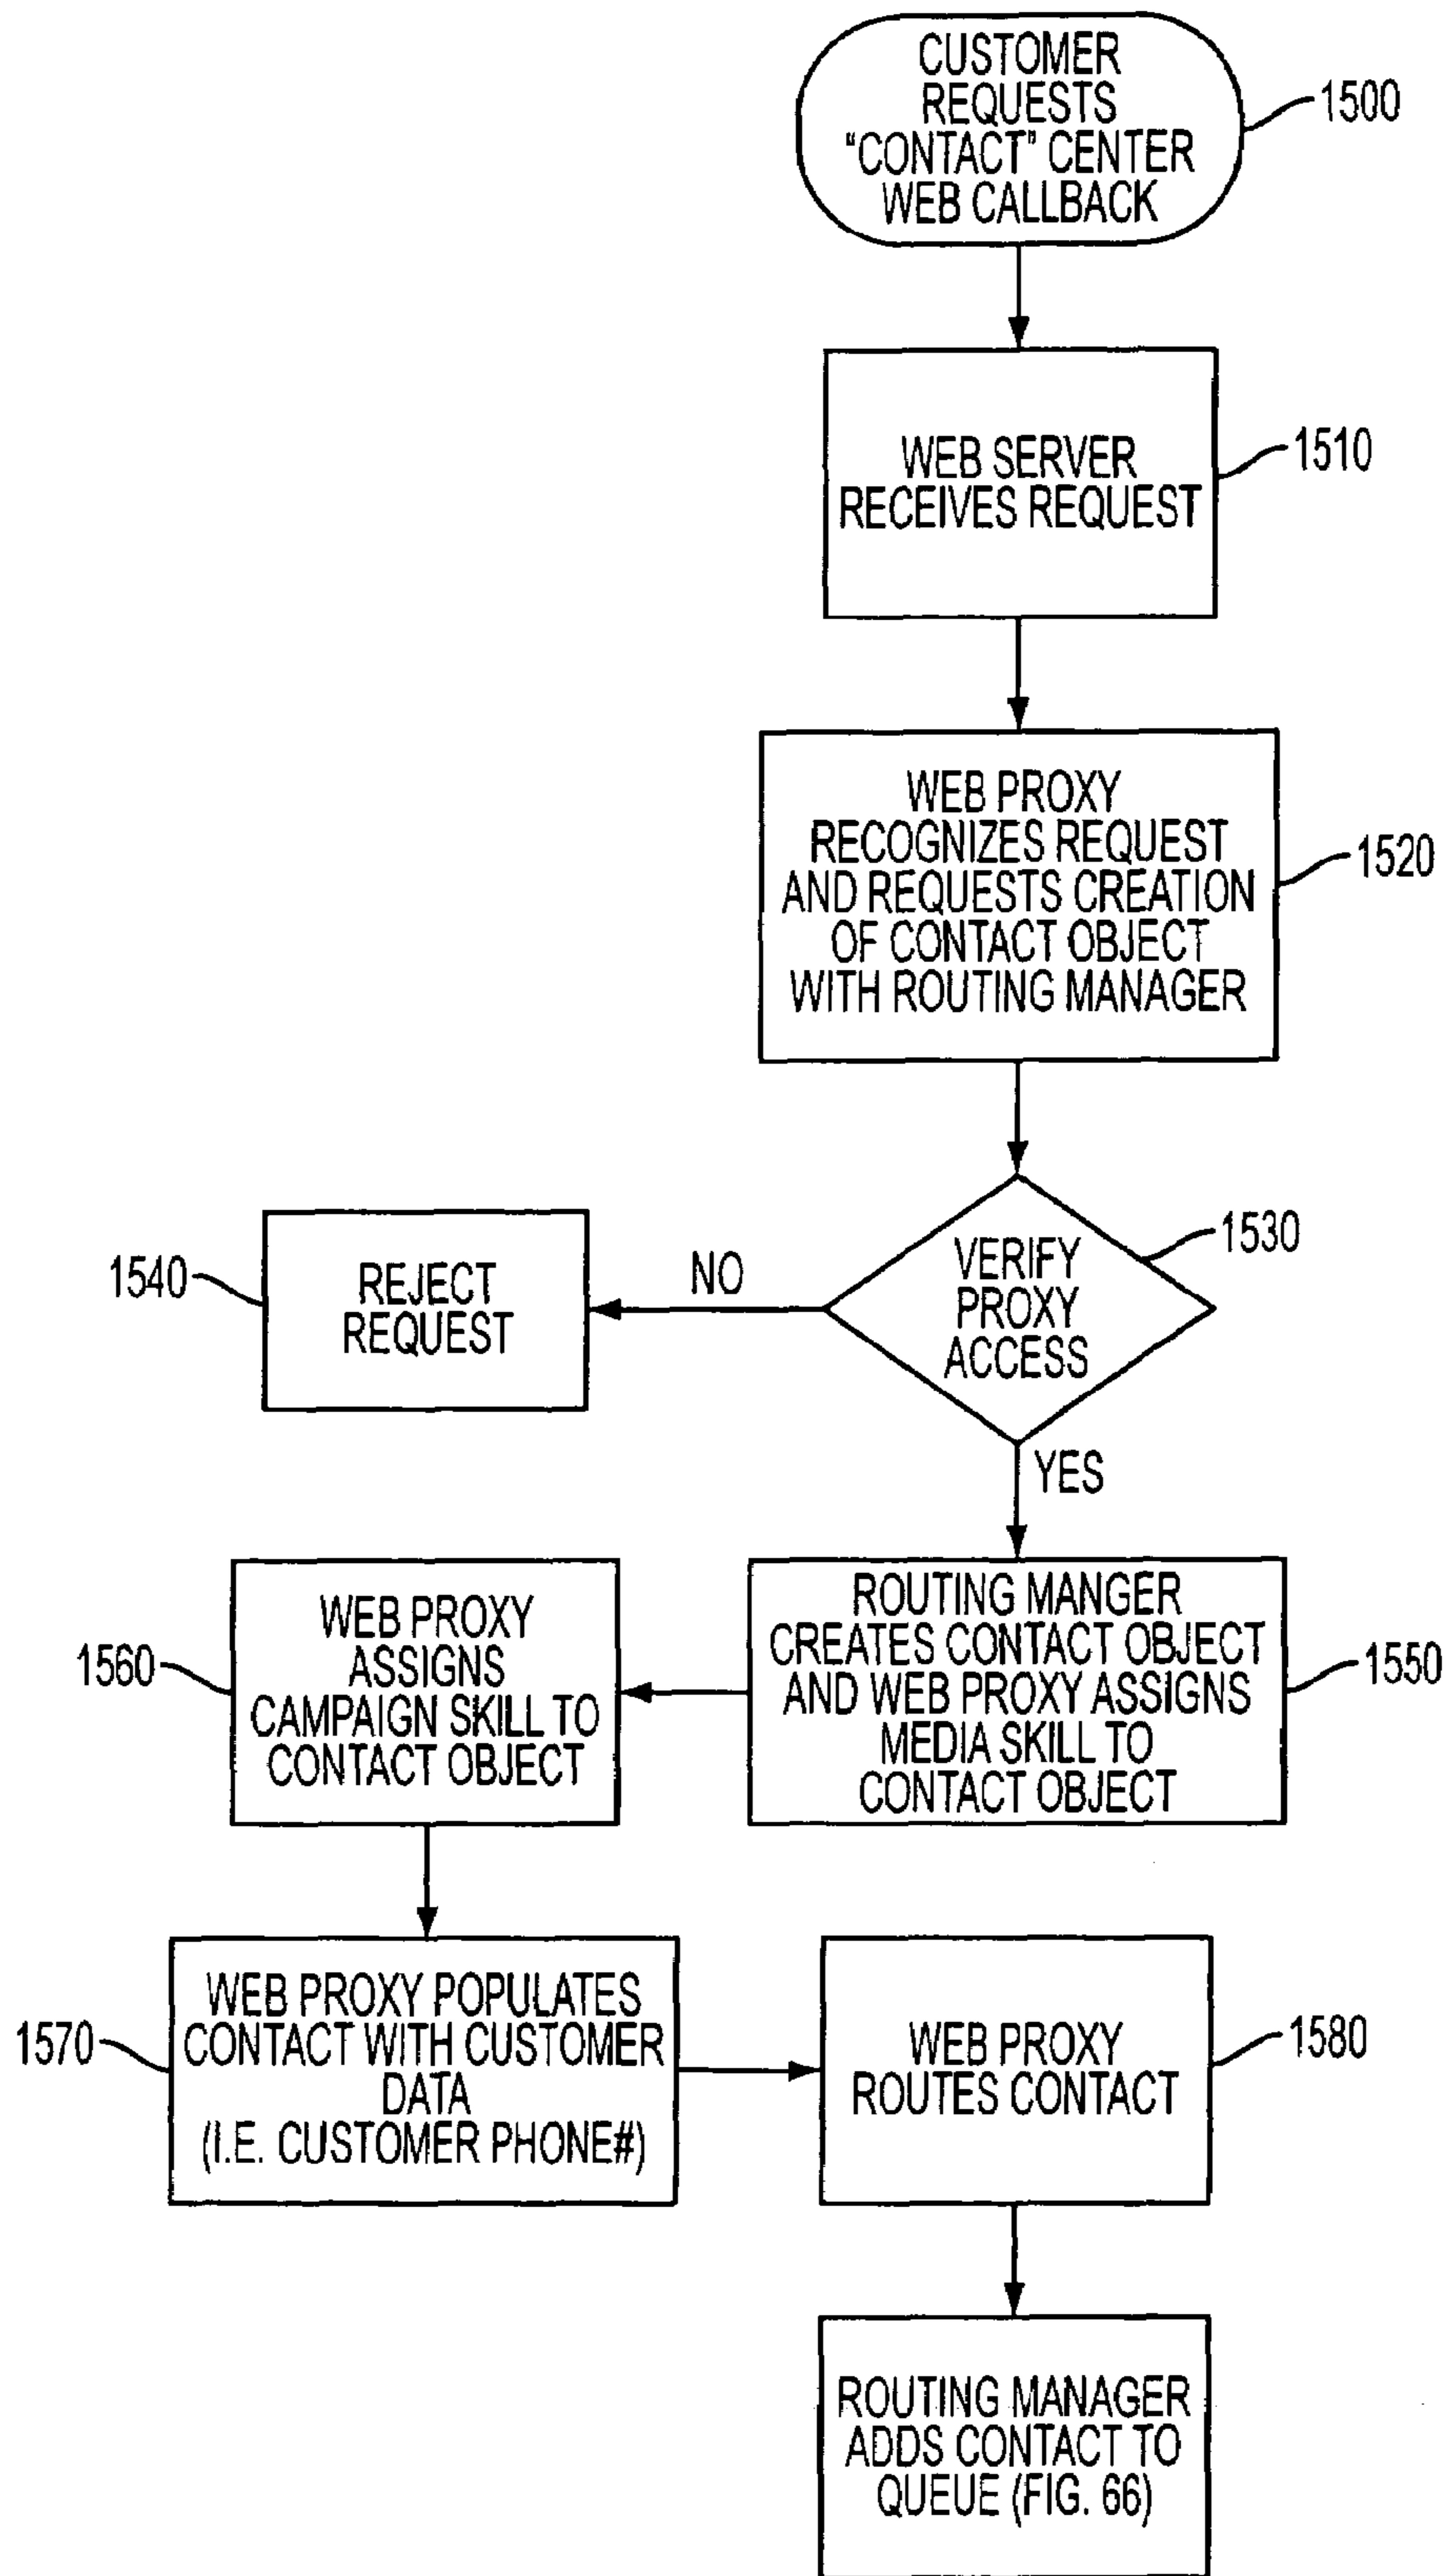 CUSTOMER
REQUESTS
“CONTACT” CENTER
WEB CALLBACK
1500
WEB SERVER
RECEIVES REQUEST
1510
WEB PROXY
RECOGNIZES REQUEST
AND REQUESTS CREATION
OF CONTACT OBJECT
WITH ROUTING MANAGER
1520
VERIFY
PROXY
ACCESS
1530
NO
REJECT
REQUEST
1540
YES
ROUTING MANGER
CREATES CONTACT OBJECT
AND WEB PROXY ASSIGNS
MEDIA SKILL TO
CONTACT OBJECT
1550
WEB PROXY
ASSIGNS
CAMPAIGN SKILL TO
CONTACT OBJECT
1560
WEB PROXY POPULATES
CONTACT WITH CUSTOMER
DATA
(I.E. CUSTOMER PHONE#)
1570
WEB PROXY
ROUTES CONTACT
1580
ROUTING MANAGER
ADDS CONTACT TO
QUEUE (FIG. 66)